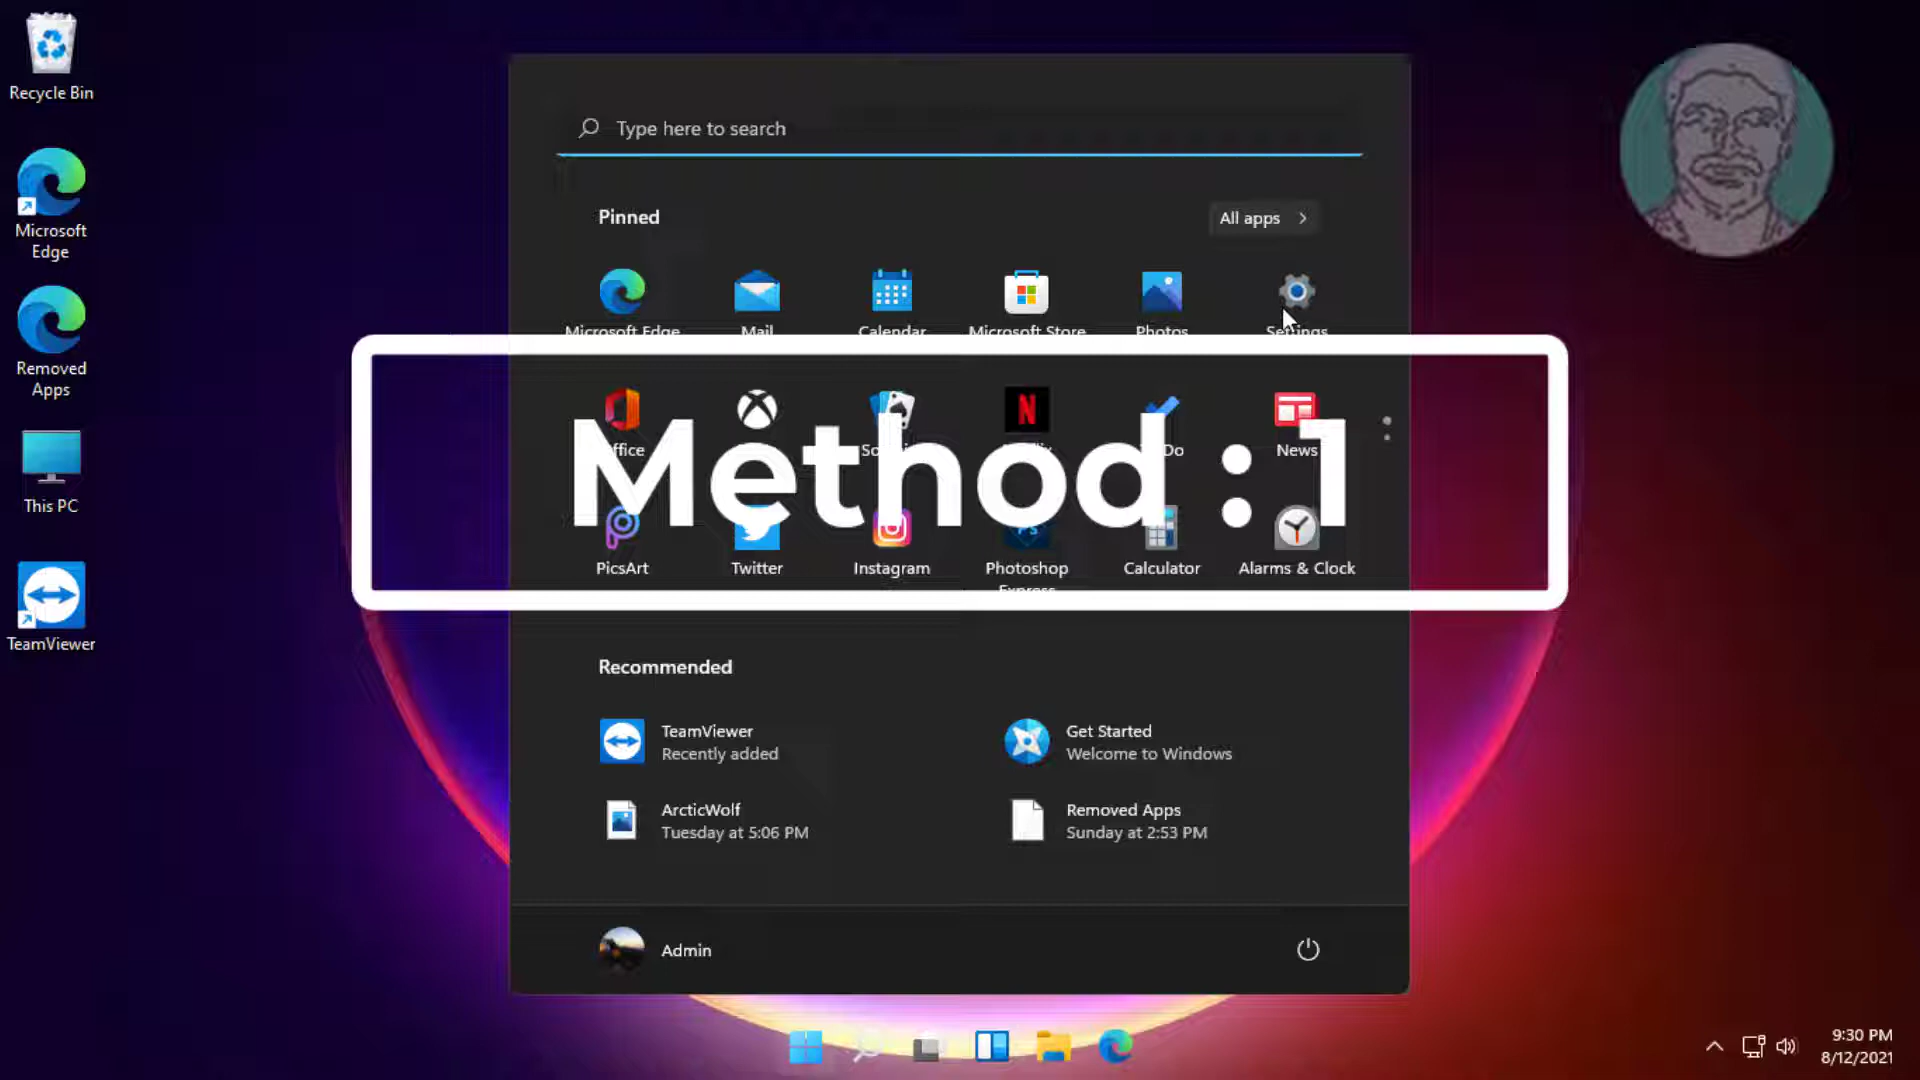 Recycle Bin
Microsoft
Edge
Removed
Apps
This PC
TeamViewer
Type here to search
Pinned
All apps
Microsoft Edge
Mail
Calendar
Microsoft Store
Photos
Settings
News
Method : 1
PicsArt
Twitter
Instagram
Photoshop
Express
Calculator
Alarms & Clock
Recommended
TeamViewer
Recently added
Get Started
Welcome to Windows
ArcticWolf
Tuesday at 5:06 PM
Removed Apps
Sunday at 2:53 PM
Admin
9:30 PM
8/12/2021